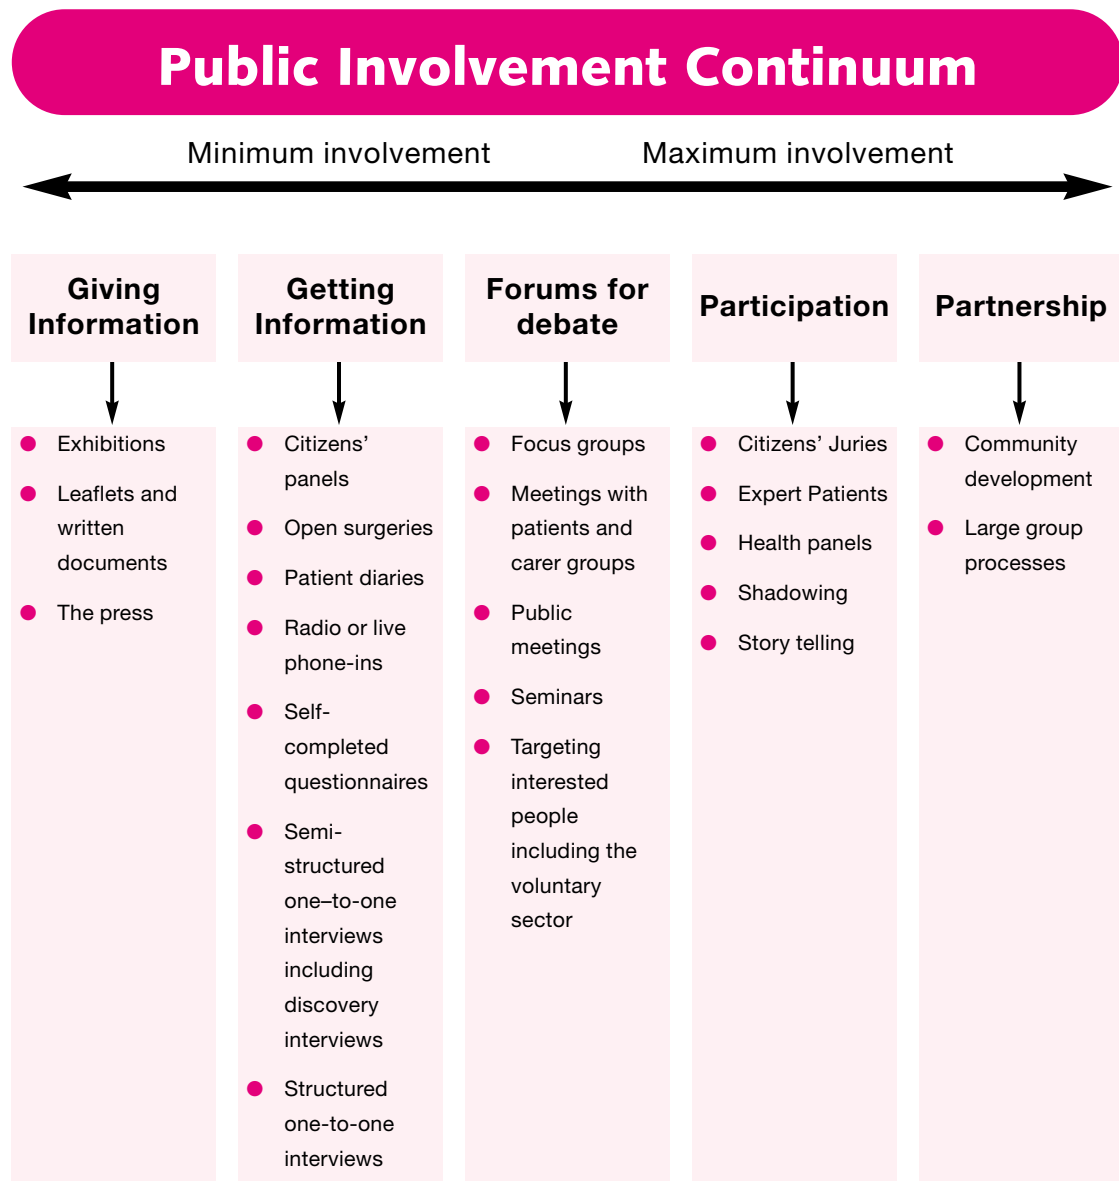 Public Involvement Continuum
Minimum involvement
Maximum involvement
Giving
Information
Exhibitions
Leaflets and
written
documents
The press
Getting
Information
Citizens’
panels
Open surgeries
Patient diaries
Radio or live
phone-ins
Self-
completed
questionnaires
Semi-
structured
one–to-one
interviews
including
discovery
interviews
Structured
one-to-one
interviews
Forums for
debate
Focus groups
Meetings with
patients and
carer groups
Public
meetings
Seminars
Targeting
interested
people
including the
voluntary
sector
Participation
Citizens’ Juries
Expert Patients
Health panels
Shadowing
Story telling
Partnership
Community
development
Large group
processes